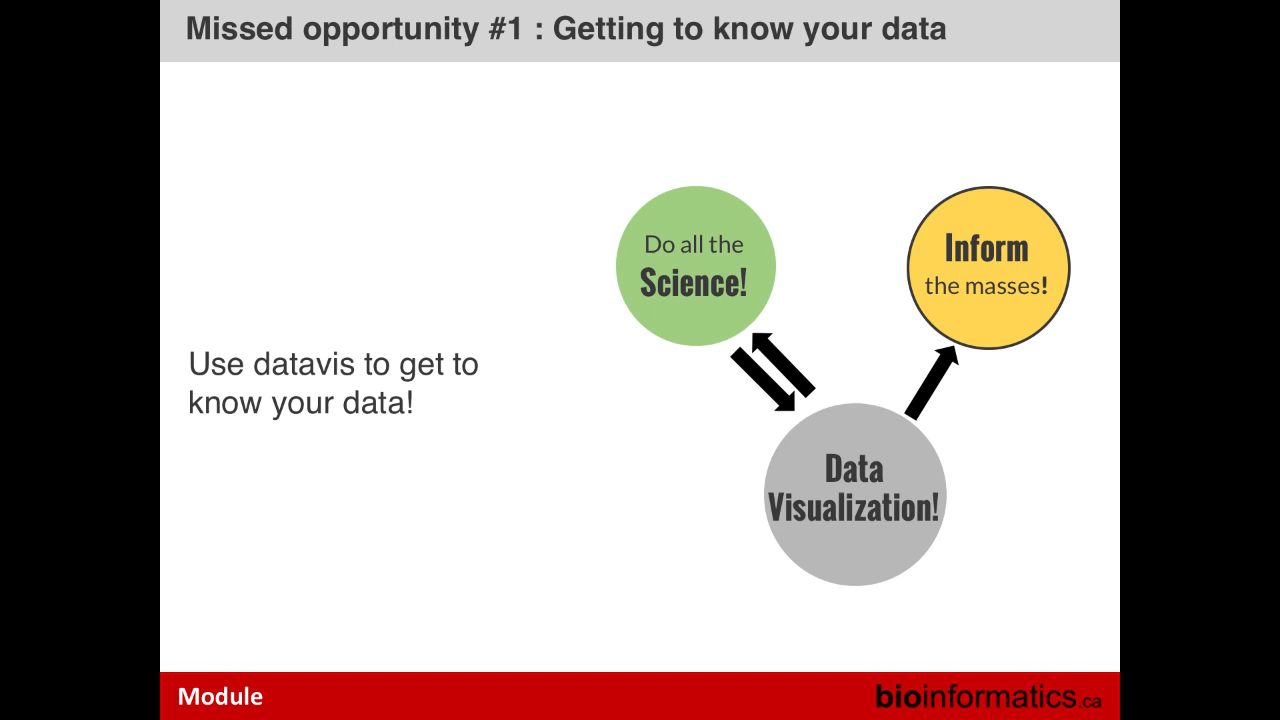 Missed opportunity #1 : Getting to know your data
Do all the
Science!
Inform
the masses!
Use datavis to get to
know your data!
Data
Visualization!
Module
bioinformatics.ca